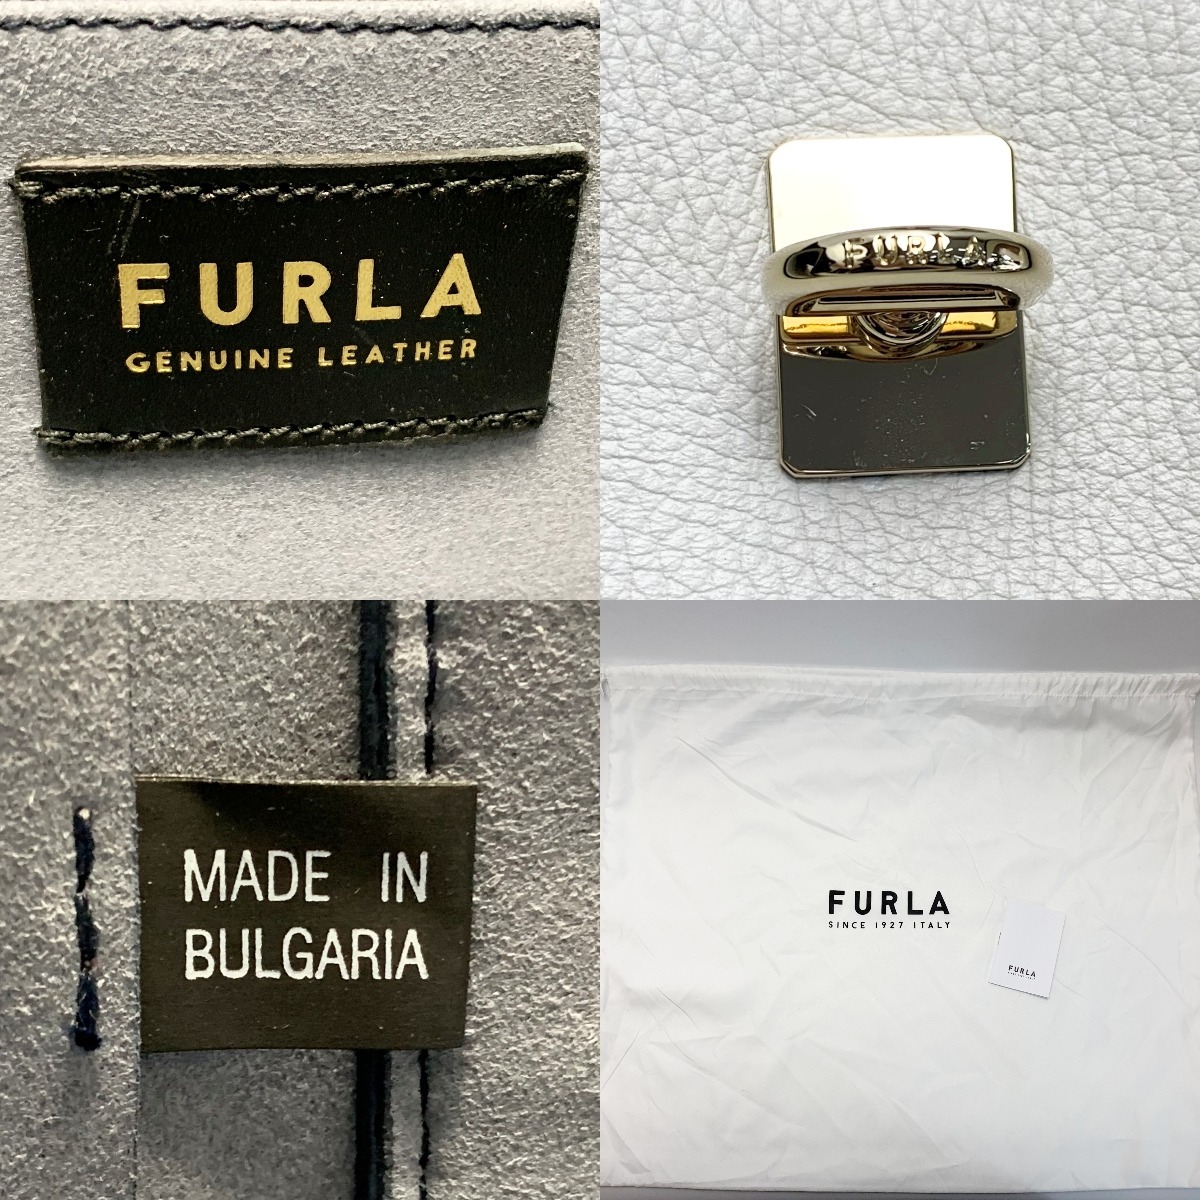 FURLA
GENUINE LEATHER
FURLA
MADE IN
BULGARIA
FURLA
SINCE 1927 ITALY
FURLA